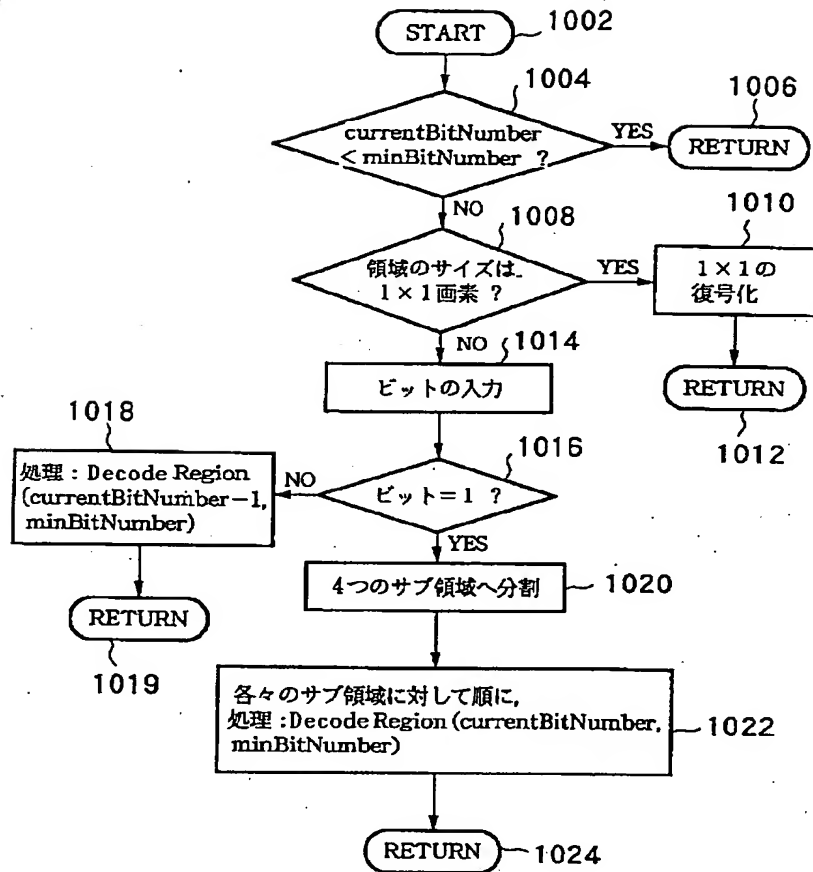 START
1002
1004
currentBitNumber
< minBitNumber ?
YES
1006
RETURN
NO
1008
領域のサイズは
1×1画素 ?
YES
1010
1×1の
復号化
RETURN
1012
NO
1014
ビットの入力
1016
ビット=1 ?
NO
1018
処理:Decode Region
(currentBitNumber-1,
minBitNumber)
RETURN
1019
YES
4つのサブ領域へ分割
1020
各々のサブ領域に対して順に,
処理:Decode Region (currentBitNumber,
minBitNumber)
1022
RETURN
1024